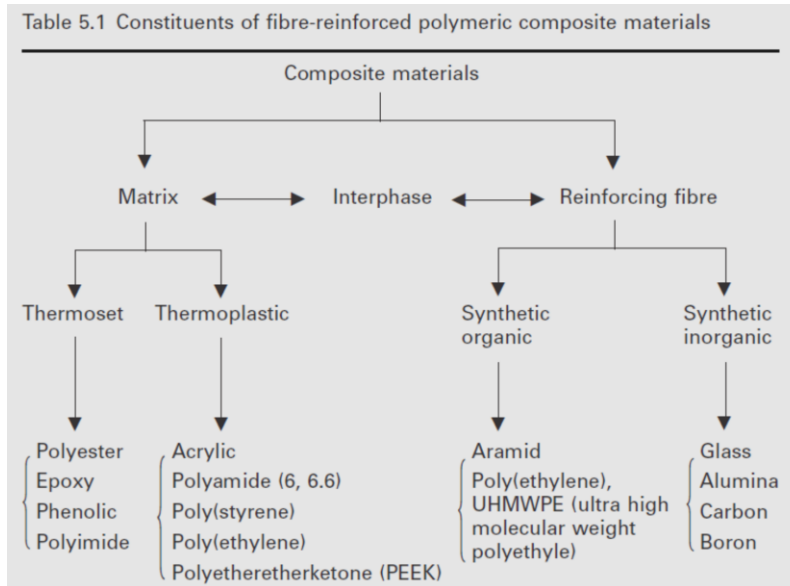 Table 5.1 Constituents of fibre-reinforced polymeric composite materials
Composite materials
Matrix
Interphase
Reinforcing fibre
Thermoset
Thermoplastic
Synthetic
organic
Synthetic
inorganic
Polyester
Epoxy
Phenolic
Polyimide
Acrylic
Polyamide (6, 6.6)
Poly(styrene)
Poly(ethylene)
Polyetheretherketone (PEEK)
Aramid
Poly(ethylene),
UHMWPE (ultra high
molecular weight
polyethyle)
Glass
Alumina
Carbon
Boron